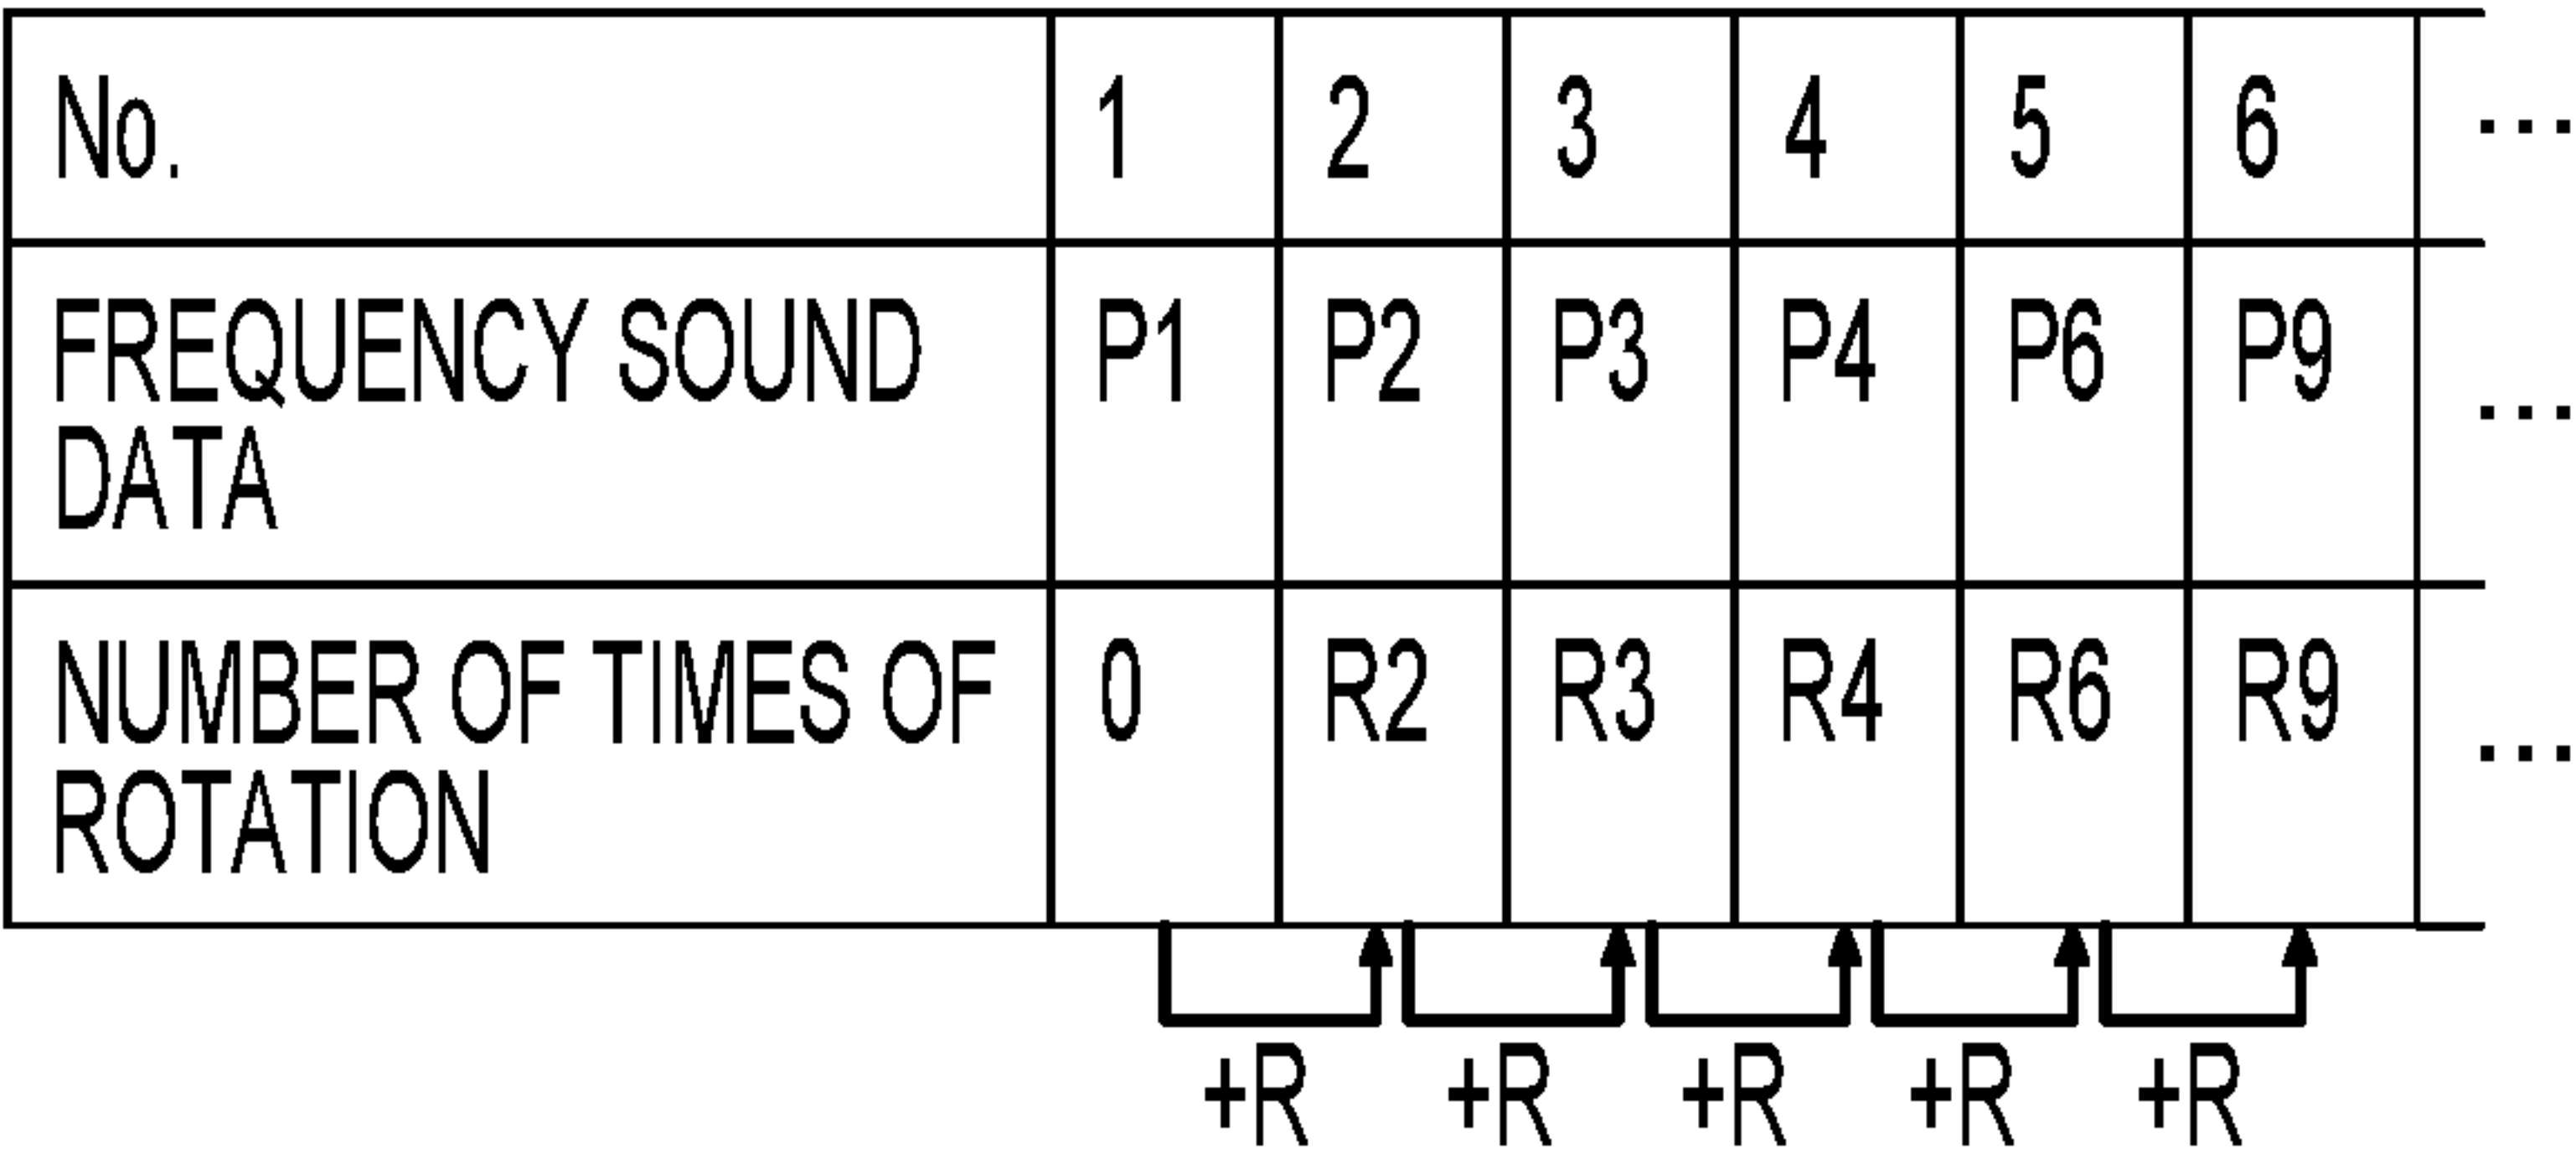 No. 1 2 3 4 5 6 ...
FREQUENCY SOUND P1 P2 P3 P4 P6 P9 ...
DATA
NUMBER OF TIMES OF 0 R2 R3 R4 R6 R9 ...
ROTATION
+R +R +R +R +R